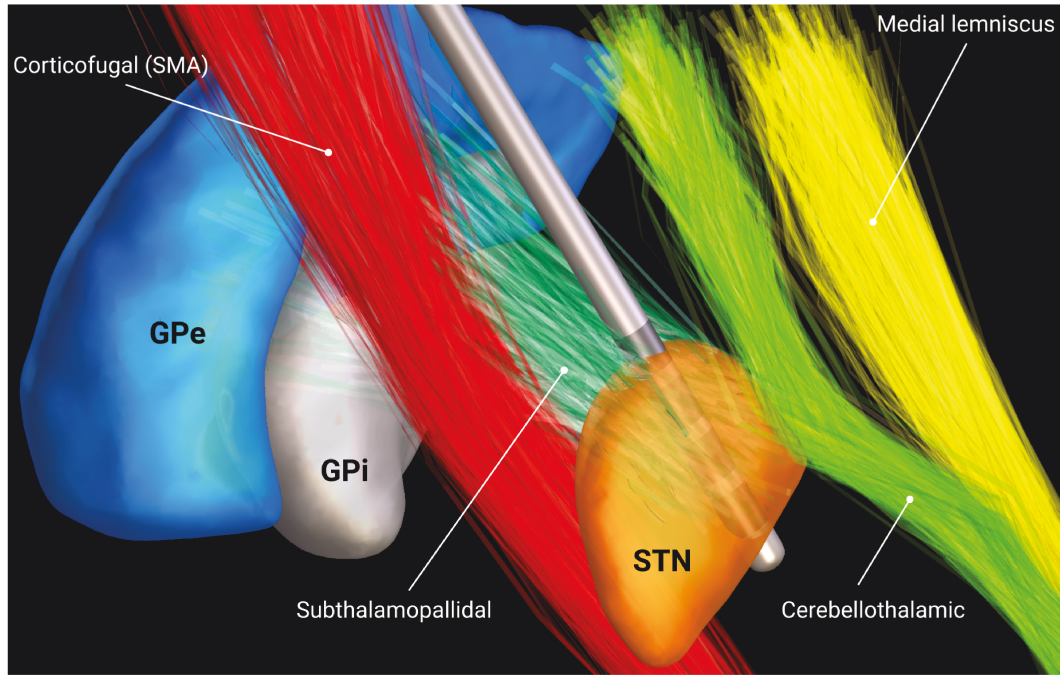 Medial lemniscus
Corticofugal (SMA)
GPe
GPi
STN
Subthalamopallidal
Cerebellothalamic